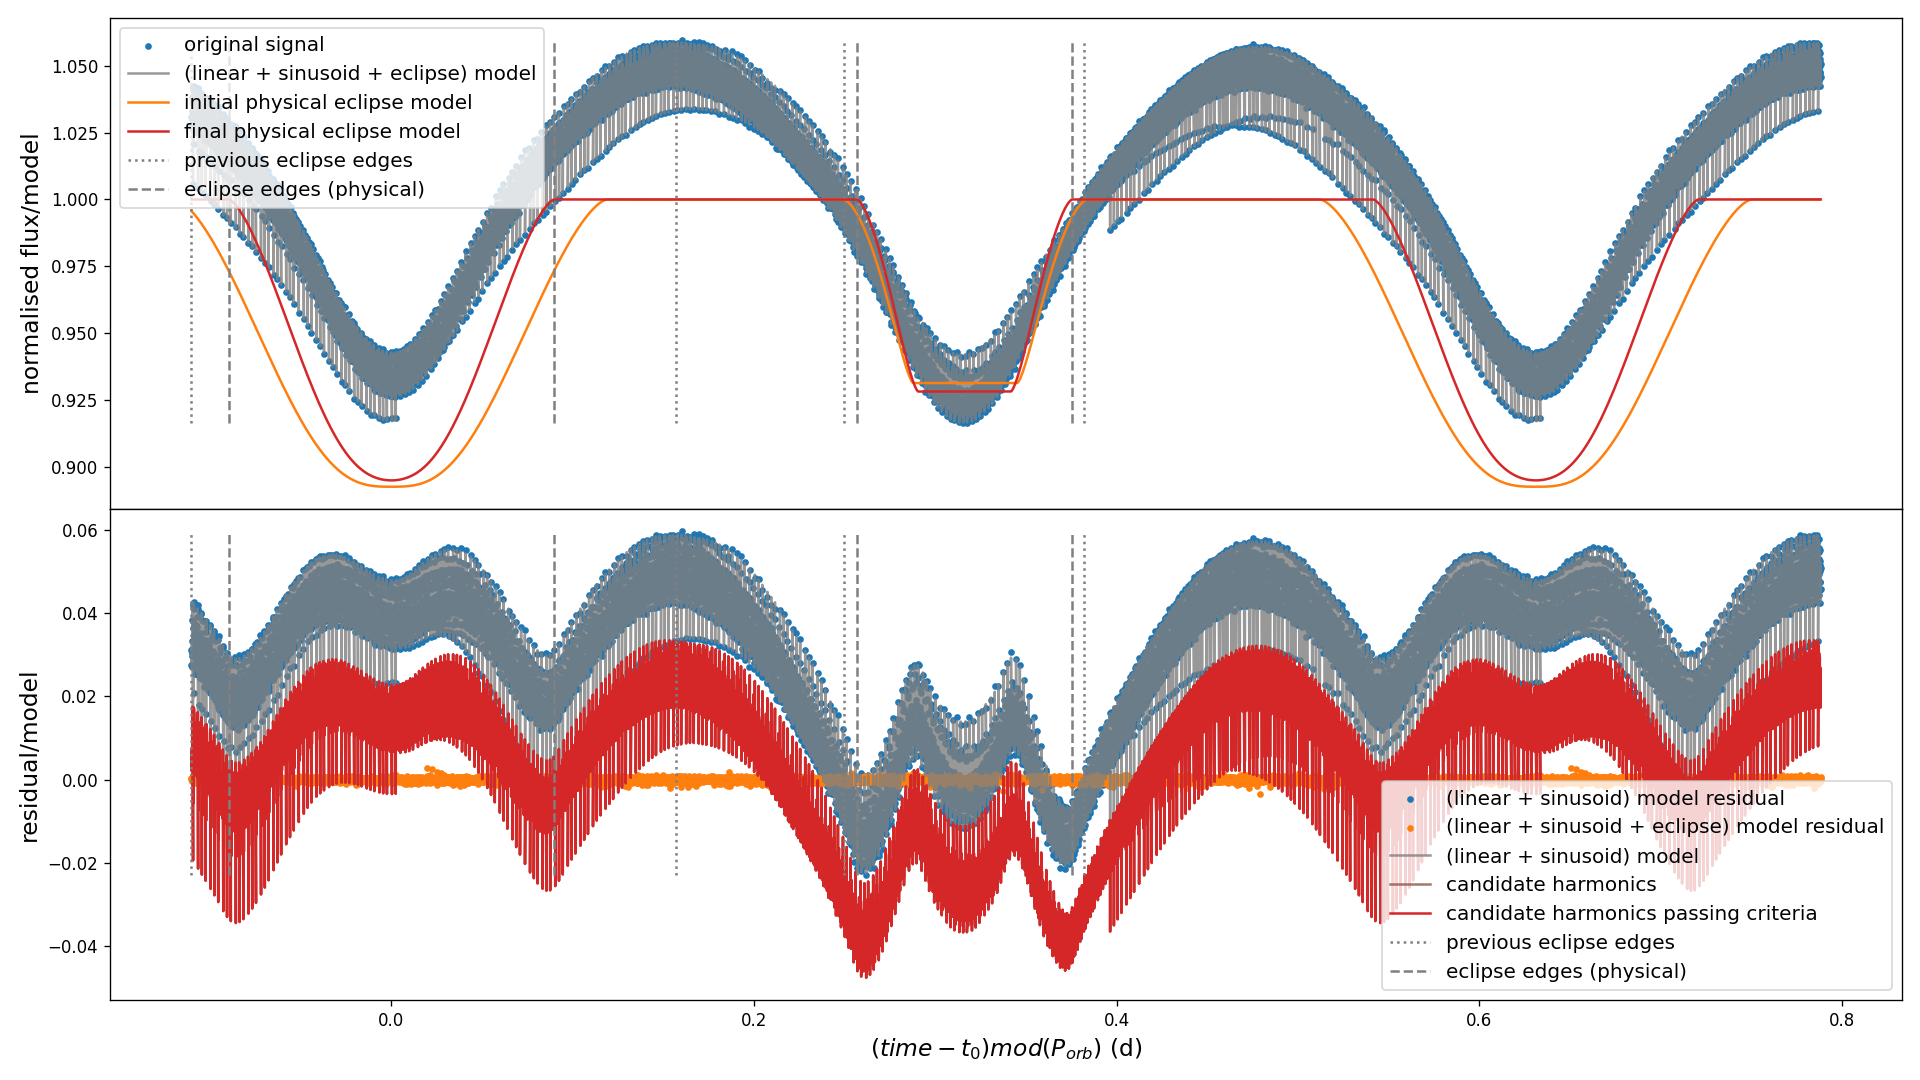 normalised flux/model
1.050
1.025
1.000
0.975
0.950
0.925
0.900
original signal
(linear + sinusoid + eclipse) model
initial physical eclipse model
final physical eclipse model
previous eclipse edges
eclipse edges (physical)
residual/model
0.06
0.04
0.02
0.00
−0.02
−0.04
(linear + sinusoid) model residual
(linear + sinusoid + eclipse) model residual
(linear + sinusoid) model
candidate harmonics
candidate harmonics passing criteria
previous eclipse edges
eclipse edges (physical)
0.0 0.2 0.4 0.6 0.8
(time − t₀)mod(P_orb) (d)